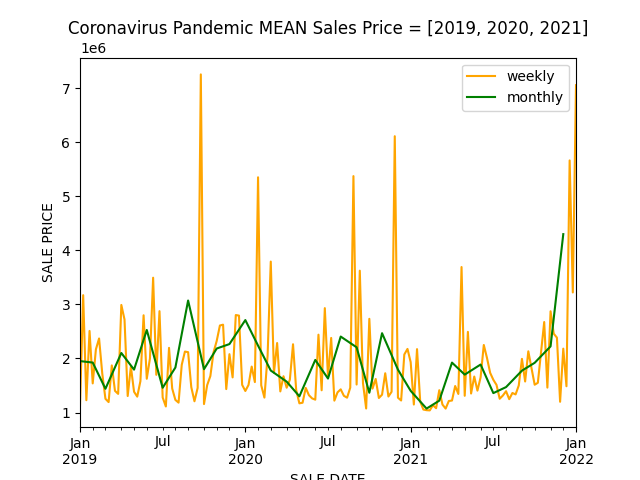 Coronavirus Pandemic MEAN Sales Price = [2019, 2020, 2021]
1e6
weekly
monthly
7
6
5
4
3
2
1
SALE PRICE
Jan Jul Jan Jul Jan Jul Jan
2019 2020 2021 2022
SALE DATE